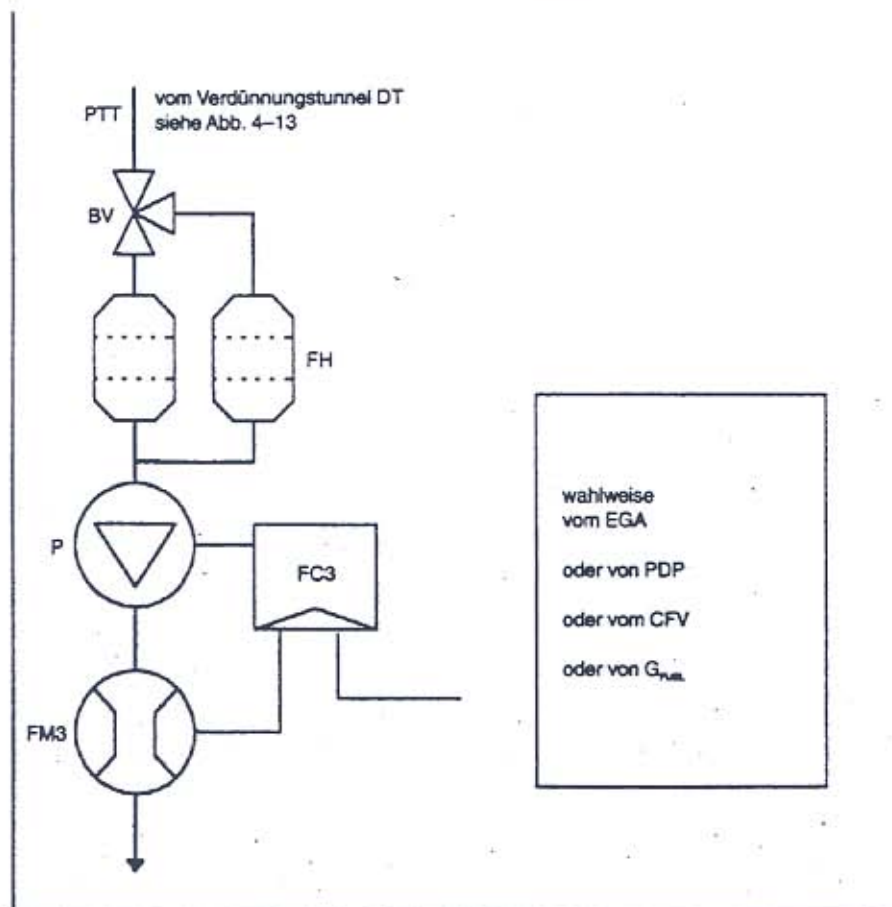 PTT
vom Verdünnungstunnel DT
siehe Abb. 4–13
BV
FH
P
FC3
FM3
wahlweise
vom EGA
oder von PDP
oder vom CFV
oder von G_FUEL